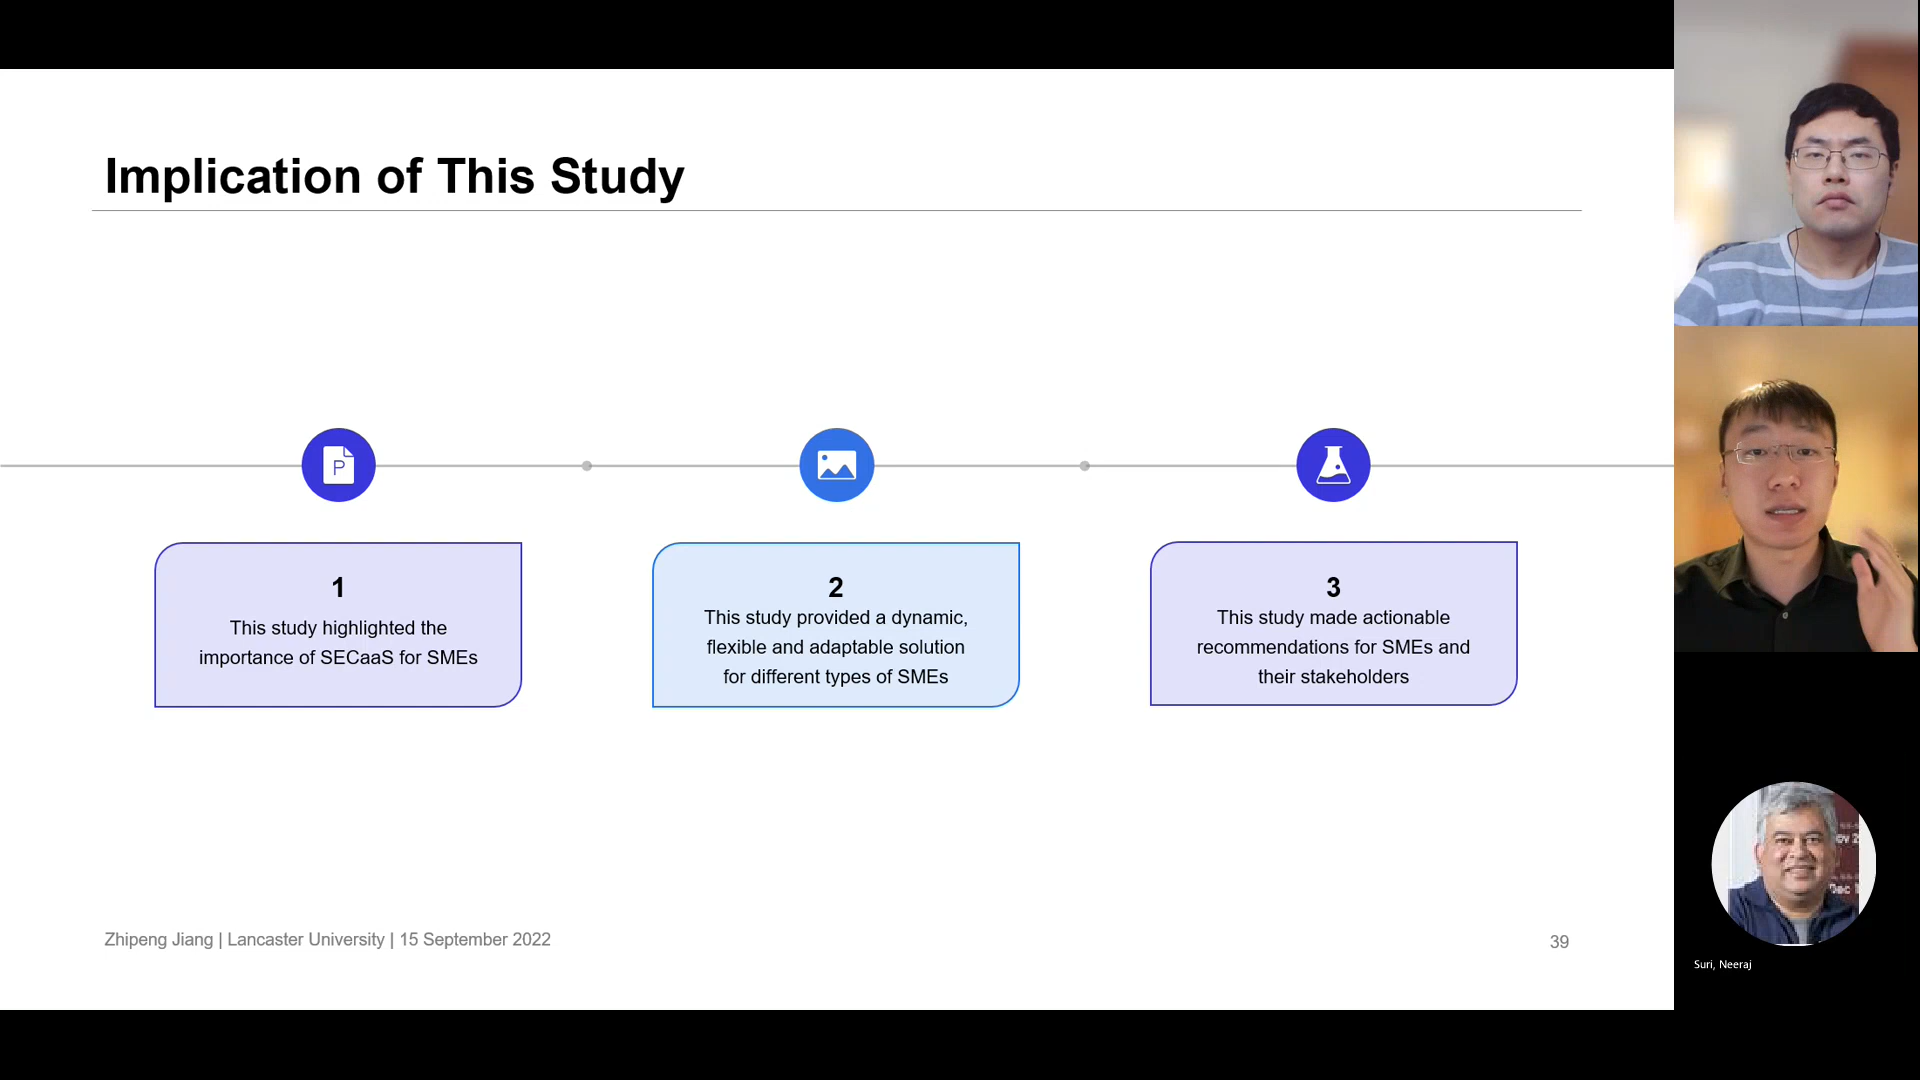 Implication of This Study
P
1
This study highlighted the
importance of SECaaS for SMEs
2
This study provided a dynamic,
flexible and adaptable solution
for different types of SMEs
3
This study made actionable
recommendations for SMEs and
their stakeholders
Zhipeng Jiang | Lancaster University | 15 September 2022
39
Suri, Neeraj